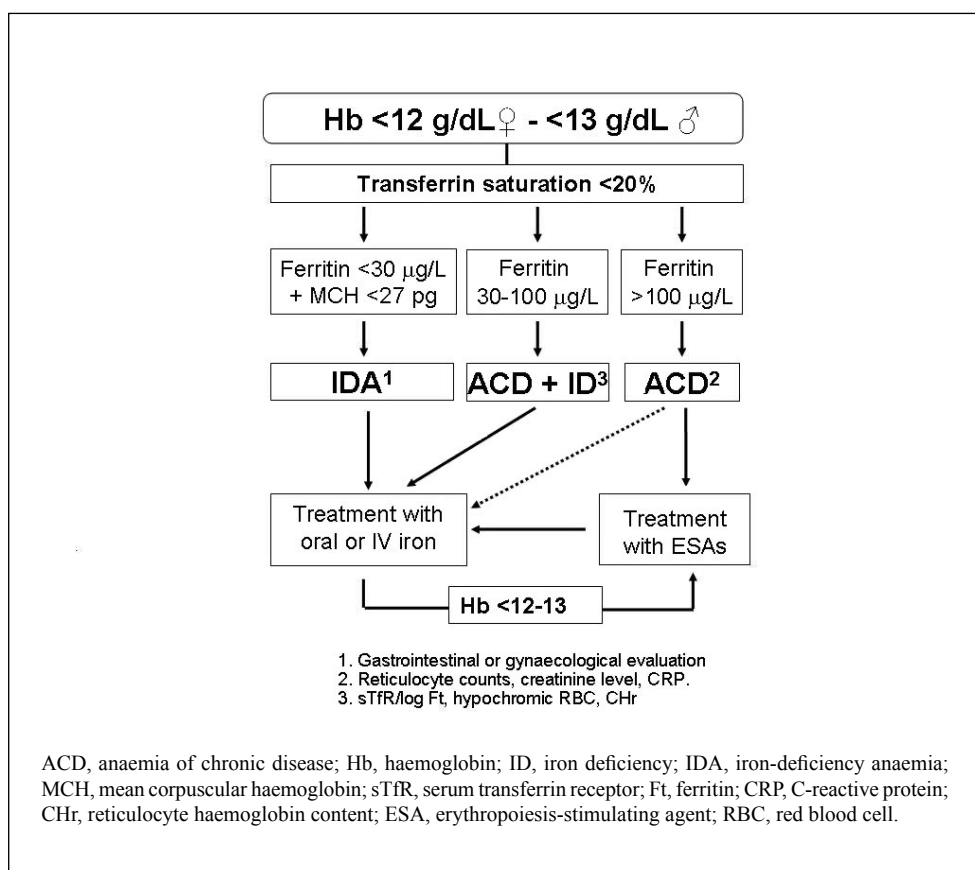 Hb <12 g/dL♀ - <13 g/dL ♂
Transferrin saturation <20%
Ferritin <30 μg/L
+ MCH <27 pg
Ferritin
30-100 μg/L
Ferritin
>100 μg/L
IDA¹
ACD + ID³
ACD²
Treatment with
oral or IV iron
Treatment
with ESAs
Hb <12-13
1. Gastrointestinal or gynaecological evaluation
2. Reticulocyte counts, creatinine level, CRP.
3. sTfR/log Ft, hypochromic RBC, CHr
ACD, anaemia of chronic disease; Hb, haemoglobin; ID, iron deficiency; IDA, iron-deficiency anaemia;
MCH, mean corpuscular haemoglobin; sTfR, serum transferrin receptor; Ft, ferritin; CRP, C-reactive protein;
CHr, reticulocyte haemoglobin content; ESA, erythropoiesis-stimulating agent; RBC, red blood cell.